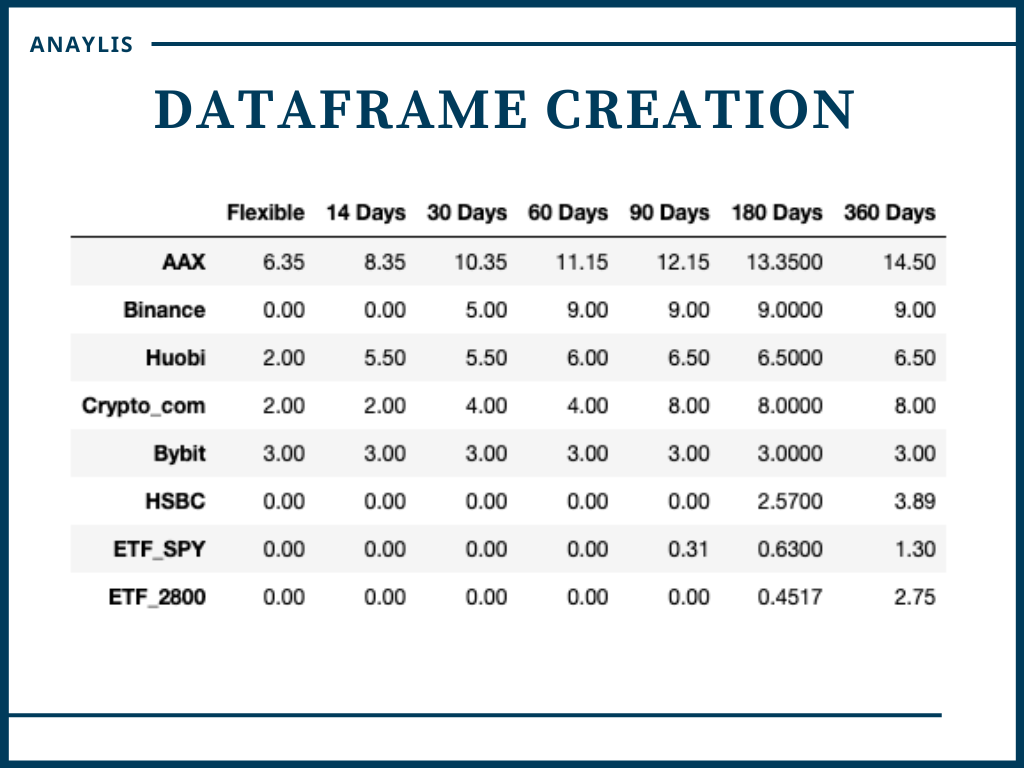 ANAYLIS
DATAFRAME CREATION
Flexible 14 Days 30 Days 60 Days 90 Days 180 Days 360 Days
AAX 6.35 8.35 10.35 11.15 12.15 13.3500 14.50
Binance 0.00 0.00 5.00 9.00 9.00 9.0000 9.00
Huobi 2.00 5.50 5.50 6.00 6.50 6.5000 6.50
Crypto_com 2.00 2.00 4.00 4.00 8.00 8.0000 8.00
Bybit 3.00 3.00 3.00 3.00 3.00 3.0000 3.00
HSBC 0.00 0.00 0.00 0.00 0.00 2.5700 3.89
ETF_SPY 0.00 0.00 0.00 0.00 0.31 0.6300 1.30
ETF_2800 0.00 0.00 0.00 0.00 0.00 0.4517 2.75